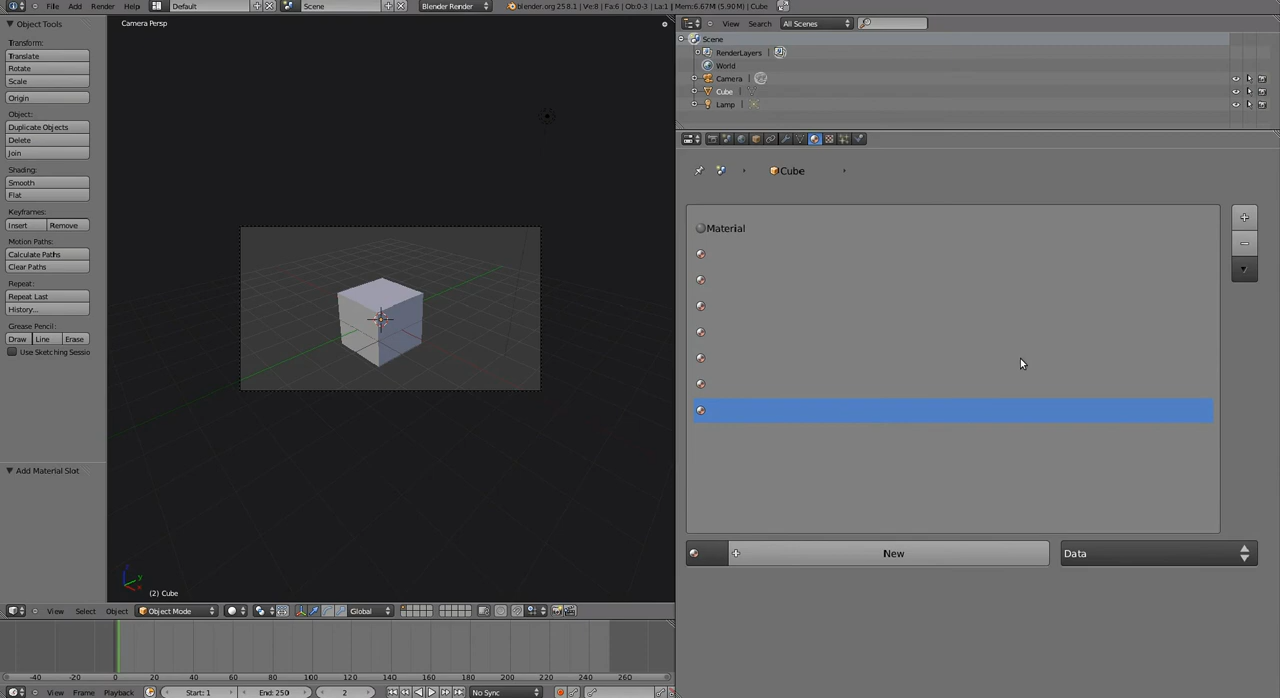 File Add Render Help Default Scene Blender Render blender.org 258.1 | Ve:8 | Fa:6 | Ob:0-3 | La:1 | Mem:6.67M (5.90M) | Cube
Object Tools
Transform:
Translate
Rotate
Scale
Origin
Object:
Duplicate Objects
Delete
Join
Shading:
Smooth
Flat
Keyframes:
Insert Remove
Motion Paths:
Calculate Paths
Clear Paths
Repeat:
Repeat Last
History...
Grease Pencil:
Draw Line Erase
Use Sketching Sessio
Add Material Slot
Camera Persp
(2) Cube
View Select Object Object Mode Global
-40 -20 0 20 40 60 80 100 120 140 160 180 200 220 240 260
View Frame Playback Start: 1 End: 250 2 No Sync
View Search All Scenes
Scene
RenderLayers
World
Camera
Cube
Lamp
Cube
Material
New Data